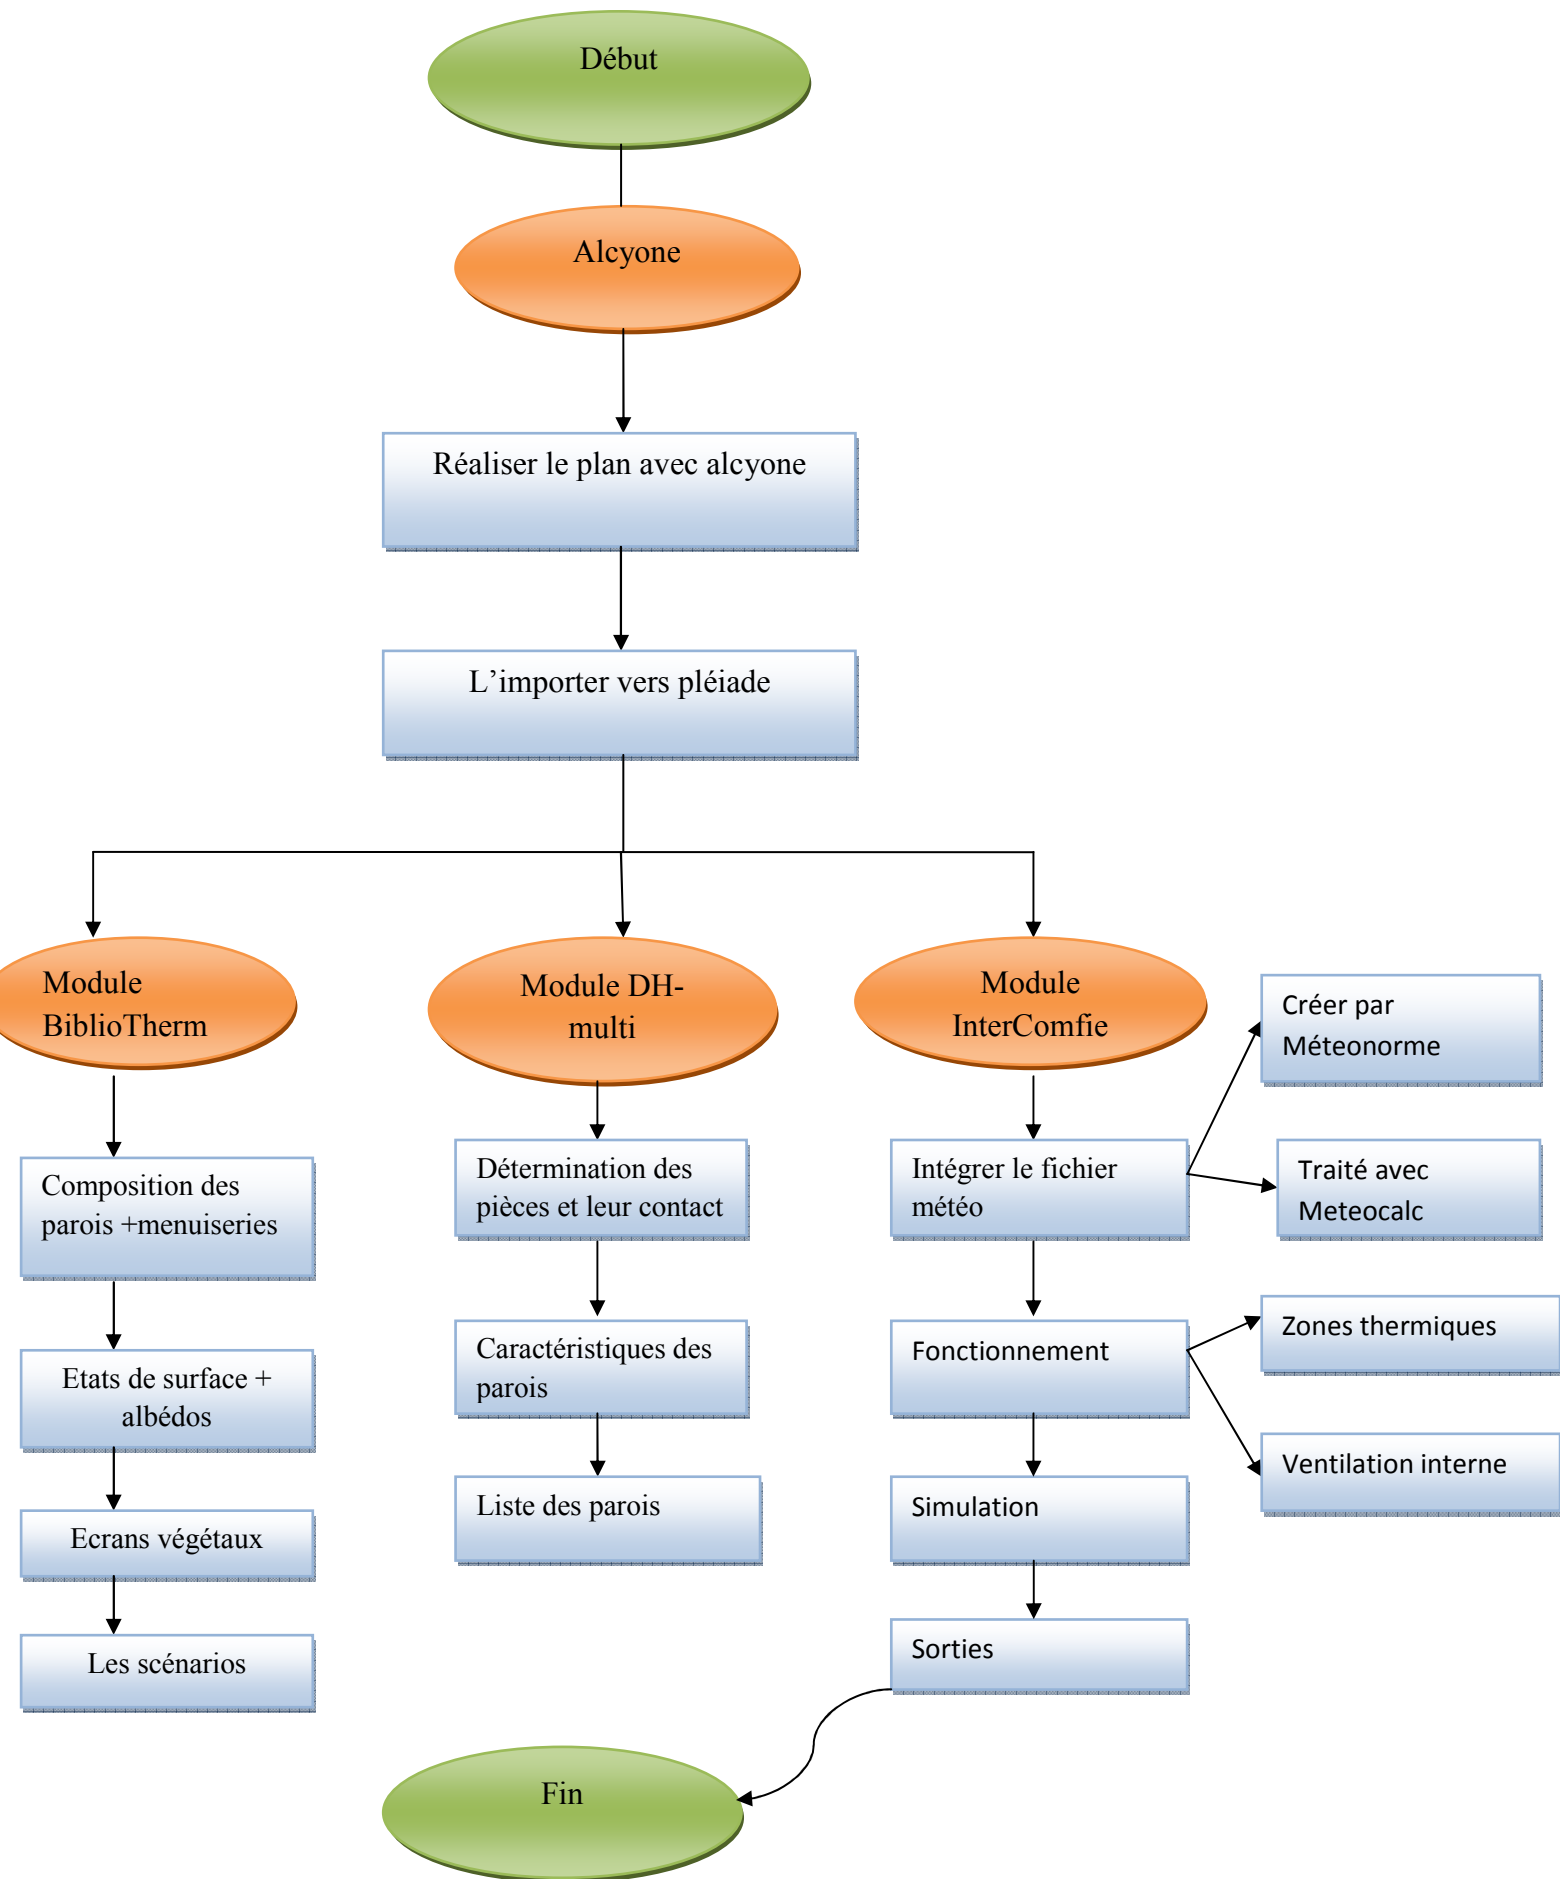 Début
Alcyone
Réaliser le plan avec alcyone
L’importer vers pléiade
Module
BiblioTherm
Module DH-
multi
Module
InterComfie
Créer par
Méteonorme
Composition des
parois +menuiseries
Détermination des
pièces et leur contact
Intégrer le fichier
météo
Traité avec
Meteocalc
Etats de surface +
albédos
Caractéristiques des
parois
Fonctionnement
Zones thermiques
Ventilation interne
Ecrans végétaux
Liste des parois
Simulation
Les scénarios
Sorties
Fin